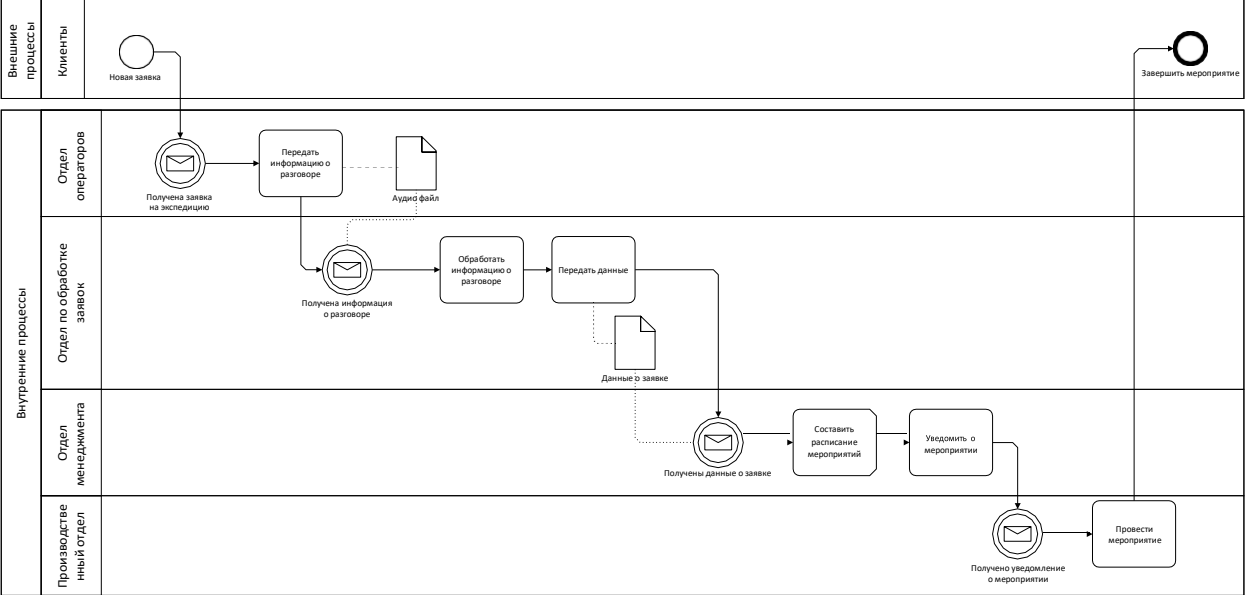 Внешние
процессы
Клиенты
Новая заявка
Завершить мероприятие
Внутренние процессы
Отдел
операторов
Получена заявка
на экспедицию
Передать
информацию о
разговоре
Аудио файл
Отдел по обработке
заявок
Получена информация
о разговоре
Обработать
информацию о
разговоре
Передать данные
Данные о заявке
Отдел
менеджмента
Получены данные о заявке
Составить
расписание
мероприятий
Уведомить о
мероприятии
Производстве
нный отдел
Получено уведомление
о мероприятии
Провести
мероприятие